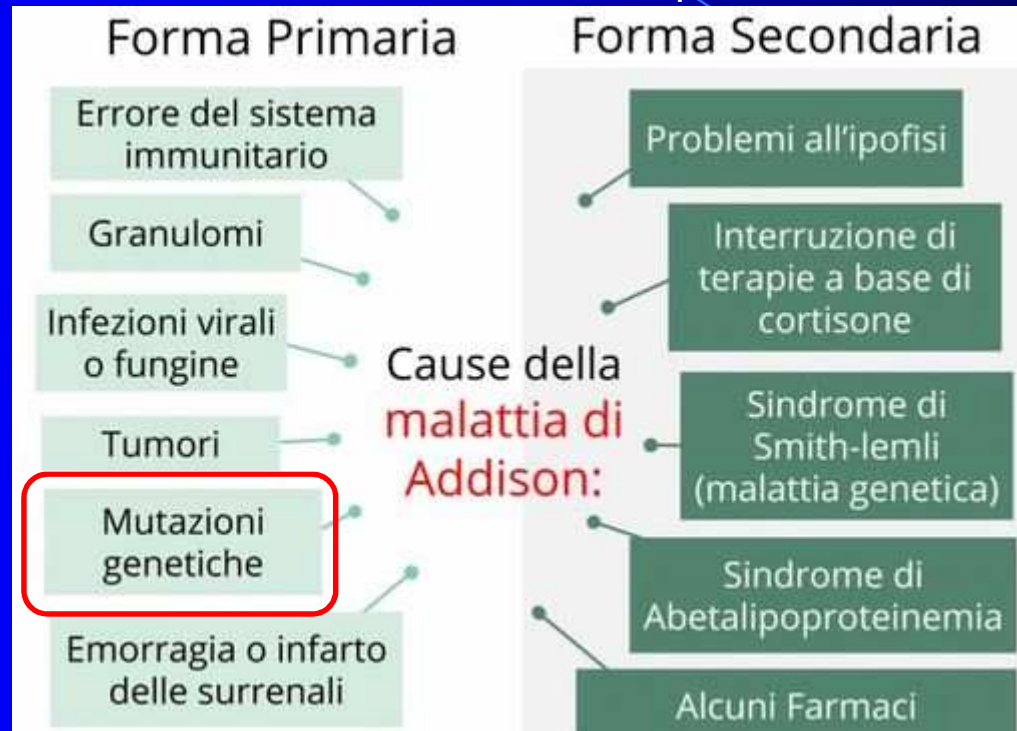 Forma Primaria
Errore del sistema
immunitario
Granulomi
Infezioni virali
o fungine
Tumori
Mutazioni
genetiche
Emorragia o infarto
delle surrenali
Cause della
malattia di
Addison:
Forma Secondaria
Problemi all'ipofisi
Interruzione di
terapie a base di
cortisone
Sindrome di
Smith-lemli
(malattia genetica)
Sindrome di
Abetalipoproteinemia
Alcuni Farmaci